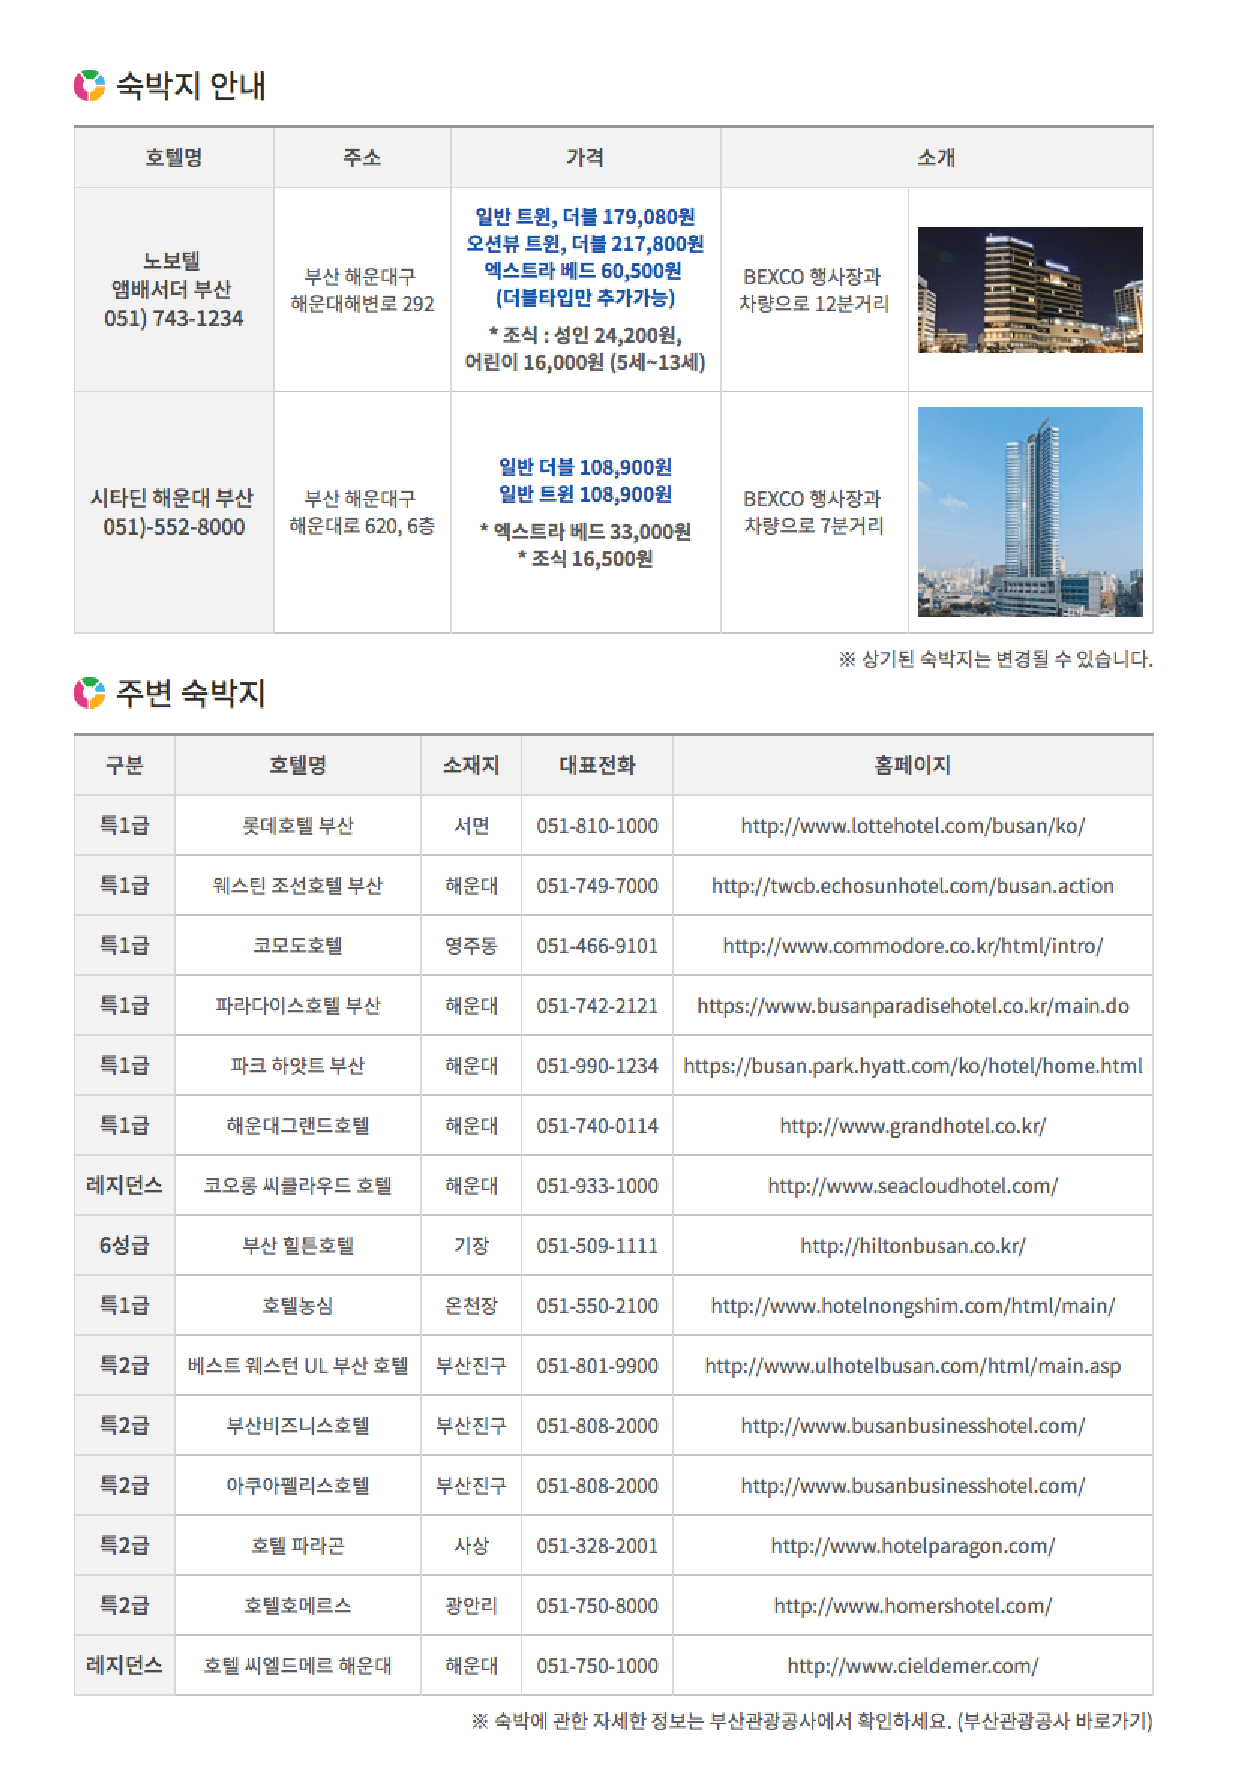 숙박지 안내
호텔명 주소 가격 소개
노보텔
앰배서더 부산
051) 743-1234
부산 해운대구
해운대해변로 292
일반 트윈, 더블 179,080원
오션뷰 트윈, 더블 217,800원
엑스트라 베드 60,500원
(더블타입만 추가가능)
* 조식 : 성인 24,200원,
어린이 16,000원 (5세~13세)
BEXCO 행사장과
차량으로 12분거리
시타딘 해운대 부산
051)-552-8000
부산 해운대구
해운대로 620, 6층
일반 더블 108,900원
일반 트윈 108,900원
* 엑스트라 베드 33,000원
* 조식 16,500원
BEXCO 행사장과
차량으로 7분거리
※ 상기된 숙박지는 변경될 수 있습니다.
주변 숙박지
구분 호텔명 소재지 대표전화 홈페이지
특1급 롯데호텔 부산 서면 051-810-1000 http://www.lottehotel.com/busan/ko/
특1급 웨스틴 조선호텔 부산 해운대 051-749-7000 http://twcb.echosunhotel.com/busan.action
특1급 코모도호텔 영주동 051-466-9101 http://www.commodore.co.kr/html/intro/
특1급 파라다이스호텔 부산 해운대 051-742-2121 https://www.busanparadisehotel.co.kr/main.do
특1급 파크 하얏트 부산 해운대 051-990-1234 https://busan.park.hyatt.com/ko/hotel/home.html
특1급 해운대그랜드호텔 해운대 051-740-0114 http://www.grandhotel.co.kr/
레지던스 코오롱 씨클라우드 호텔 해운대 051-933-1000 http://www.seacloudhotel.com/
6성급 부산 힐튼호텔 기장 051-509-1111 http://hiltonbusan.co.kr/
특1급 호텔농심 온천장 051-550-2100 http://www.hotelnongshim.com/html/main/
특2급 베스트 웨스턴 UL 부산 호텔 부산진구 051-801-9900 http://www.ulhotelbusan.com/html/main.asp
특2급 부산비즈니스호텔 부산진구 051-808-2000 http://www.busanbusinesshotel.com/
특2급 아쿠아펠리스호텔 부산진구 051-808-2000 http://www.busanbusinesshotel.com/
특2급 호텔 파라곤 사상 051-328-2001 http://www.hotelparagon.com/
특2급 호텔호메르스 광안리 051-750-8000 http://www.homershotel.com/
레지던스 호텔 씨엘드메르 해운대 해운대 051-750-1000 http://www.cieldemer.com/
※ 숙박에 관한 자세한 정보는 부산관광공사에서 확인하세요. (부산관광공사 바로가기)